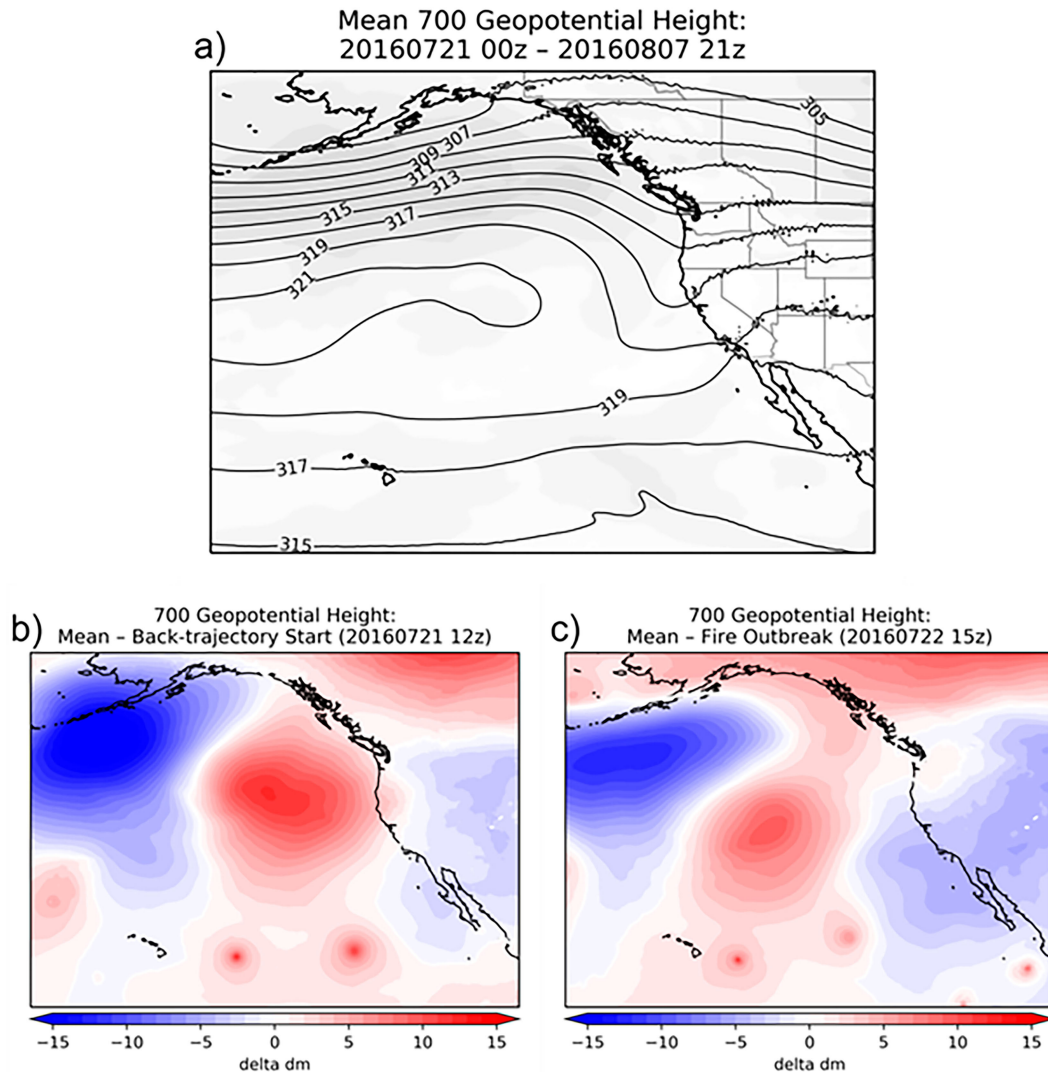 a)
Mean 700 Geopotential Height:
20160721 00z – 20160807 21z
305
307
309
311
313
315
317
319
321
319
317
315
b)
700 Geopotential Height:
Mean – Back-trajectory Start (20160721 12z)
−15 −10 −5 0 5 10 15
delta dm
c)
700 Geopotential Height:
Mean – Fire Outbreak (20160722 15z)
−15 −10 −5 0 5 10 15
delta dm